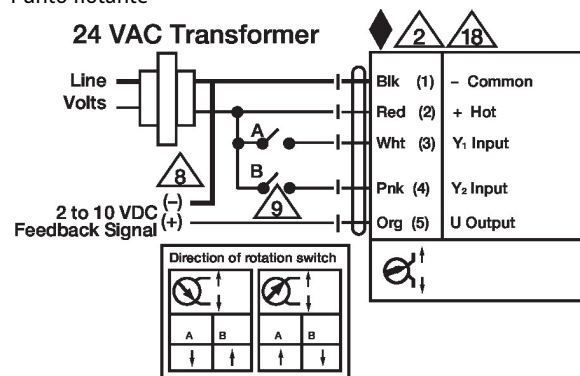 Punto flotante
24 VAC Transformer
2 18
Line
Volts
Blk (1) – Common
Red (2) + Hot
A
Wht (3) Y₁ Input
B
Pnk (4) Y₂ Input
8
9
2 to 10 VDC (–)
Feedback Signal (+)
Org (5) U Output
Direction of rotation switch
A B A B